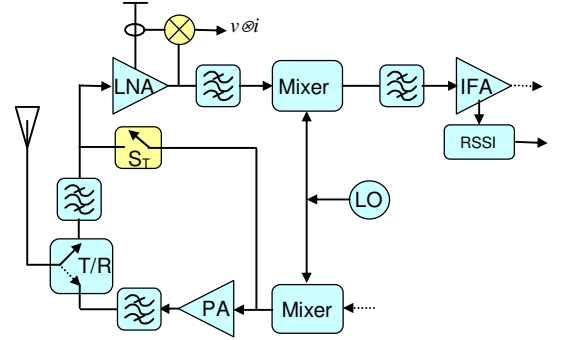 v⊗i
LNA
Mixer
IFA
RSSI
S_T
LO
T/R
PA
Mixer